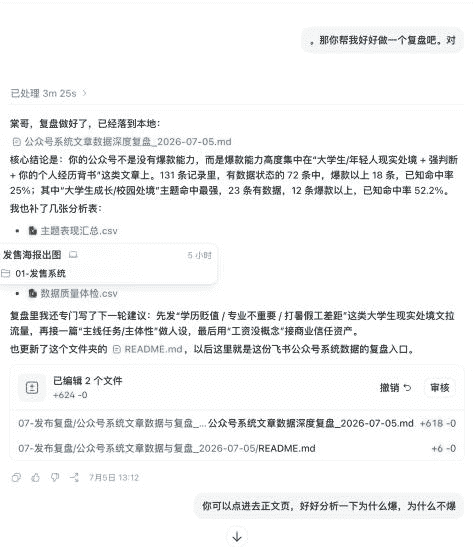 。那你帮我好好做一个复盘吧。对
已处理 3m 25s >
棠哥，复盘做好了，已经落到本地：
公众号系统文章数据深度复盘_2026-07-05.md
核心结论是：你的公众号不是没有爆款能力，而是爆款能力高度集中在“大学生/年轻人现实处境 + 强判断
+ 你的个人经历背书”这类文章上。131 条记录里，有数据状态的 72 条中，爆款以上 18 条，已知命中率
25%；其中“大学生成长/校园处境”主题命中最强，23 条有数据，12 条爆款以上，已知命中率 52.2%。
我也补了几张分析表：
• 主题表现汇总.csv
发售海报出图 5 小时
01-发售系统
• 数据质量体检.csv
复盘里我还专门写了下一轮建议：先发“学历贬值 / 专业不重要 / 打暑假工差距”这类大学生现实处境文拉
流量，再接一篇“主线任务/主体性”做人设，最后用“工资没概念”接商业信任资产。
也更新了这个文件夹的 README.md，以后这里就是这份飞书公众号系统数据的复盘入口。
已编辑 2 个文件
+624 -0
撤销 审核
07-发布复盘/公众号系统文章数据与复盘_...公众号系统文章数据深度复盘_2026-07-05.md +618 -0
07-发布复盘/公众号系统文章数据与复盘_2026-07-05/README.md +6 -0
7月5日 13:12
你可以点进去正文页，好好分析一下为什么爆，为什么不爆